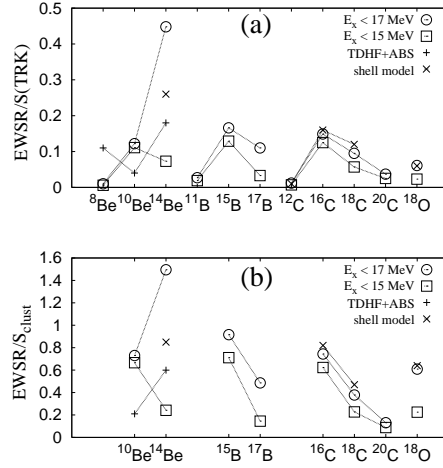 (a)
E_x < 17 MeV
E_x < 15 MeV
TDHF+ABS
shell model
EWSR/S(TRK)
0.5
0.4
0.3
0.2
0.1
0
⁸Be ¹⁰Be ¹⁴Be ¹¹B ¹⁵B ¹⁷B ¹²C ¹⁶C ¹⁸C ²⁰C ¹⁸O
(b)
E_x < 17 MeV
E_x < 15 MeV
TDHF+ABS
shell model
EWSR/S_clust
1.6
1.4
1.2
1
0.8
0.6
0.4
0.2
0
¹⁰Be ¹⁴Be ¹⁵B ¹⁷B ¹⁶C ¹⁸C ²⁰C ¹⁸O